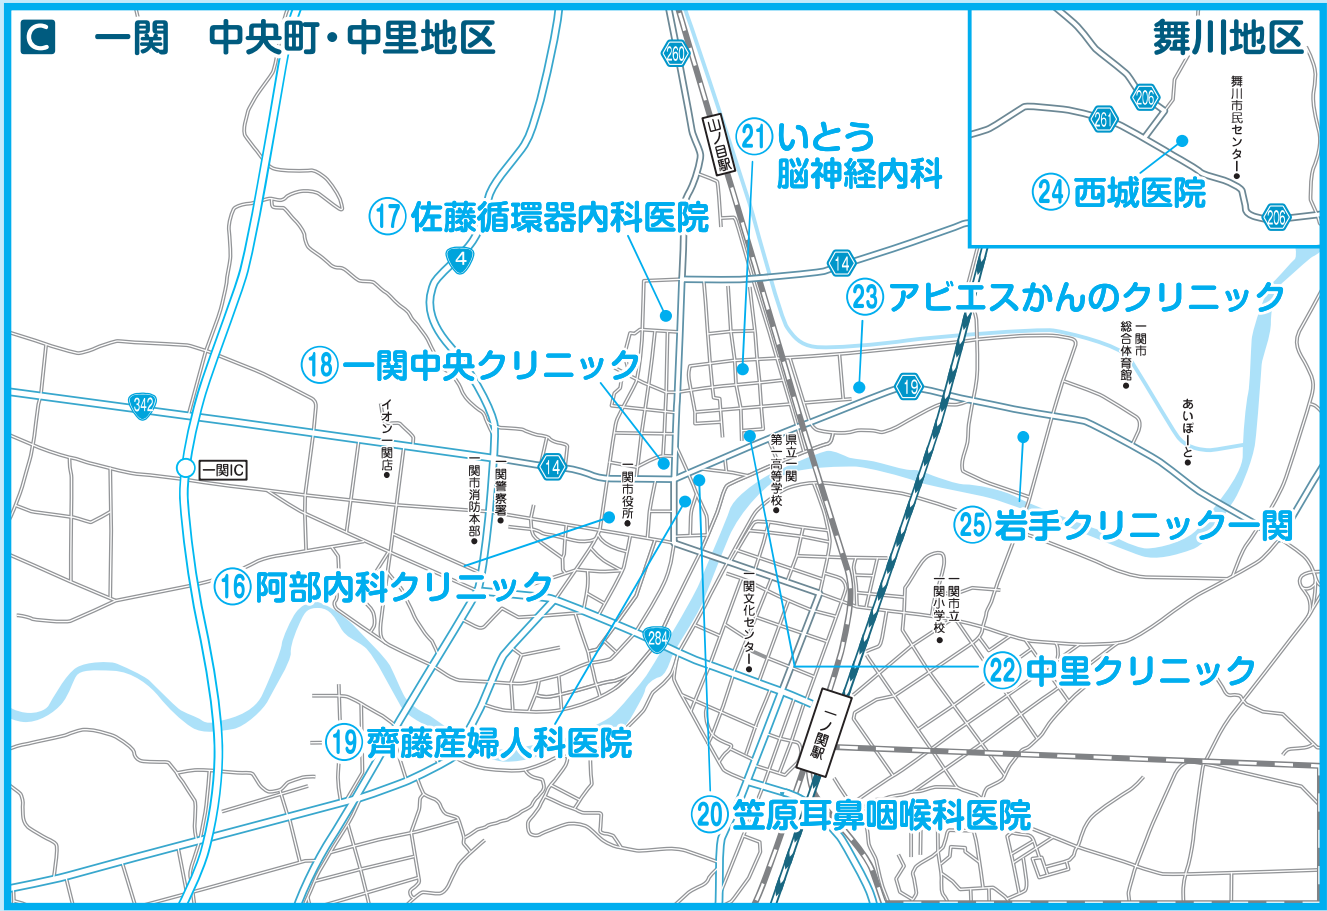 C 一関 中央町・中里地区
舞川地区
260
山ノ目駅
㉑いとう
脳神経内科
⑰佐藤循環器内科医院
4
14
㉓アビエスかんのクリニック
206
261
舞川市民センター
㉔西城医院
206
一関市
総合体育館
あいぽーと
⑱一関中央クリニック
19
342
イオン一関店
一関IC
一関市消防本部
一関警察署
14
一関市役所
県立一関
第一高等学校
㉕岩手クリニック一関
⑯阿部内科クリニック
一関文化センター
一関市立
一関小学校
284
㉒中里クリニック
⑲齊藤産婦人科医院
一ノ関駅
⑳笠原耳鼻咽喉科医院